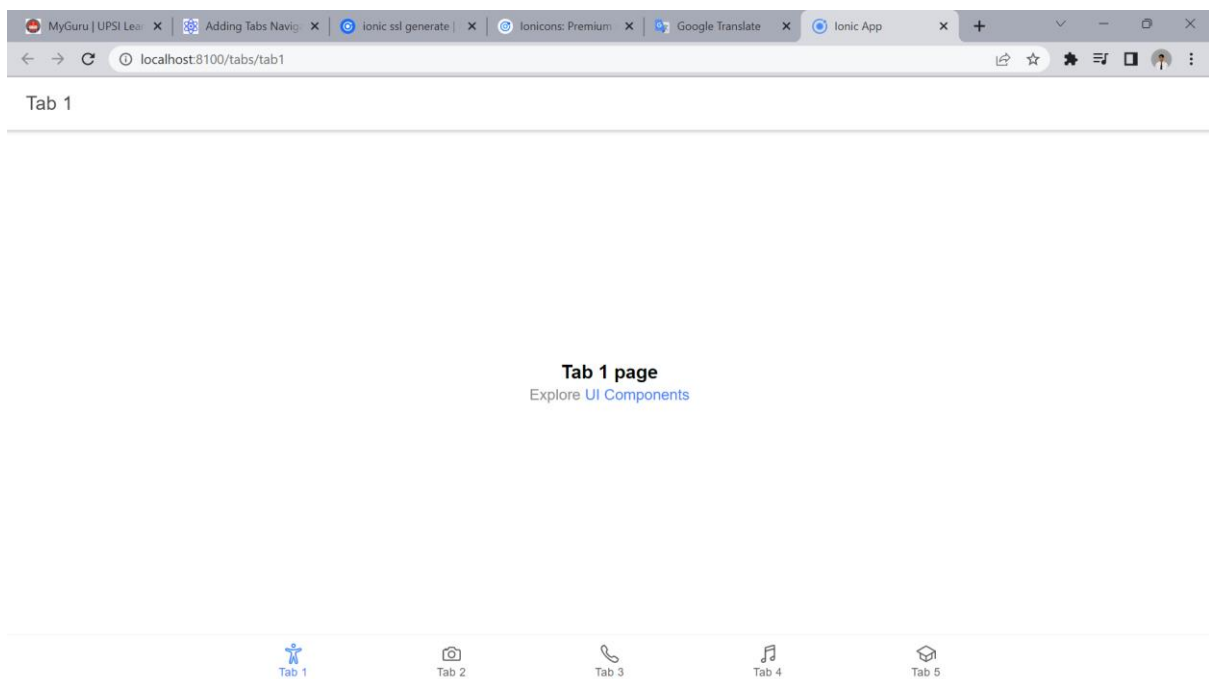 MyGuru | UPSI Lear
Adding Tabs Navig
ionic ssl generate |
Ionicons: Premium
Google Translate
Ionic App
localhost:8100/tabs/tab1
Tab 1
Tab 1 page
Explore UI Components
Tab 1
Tab 2
Tab 3
Tab 4
Tab 5